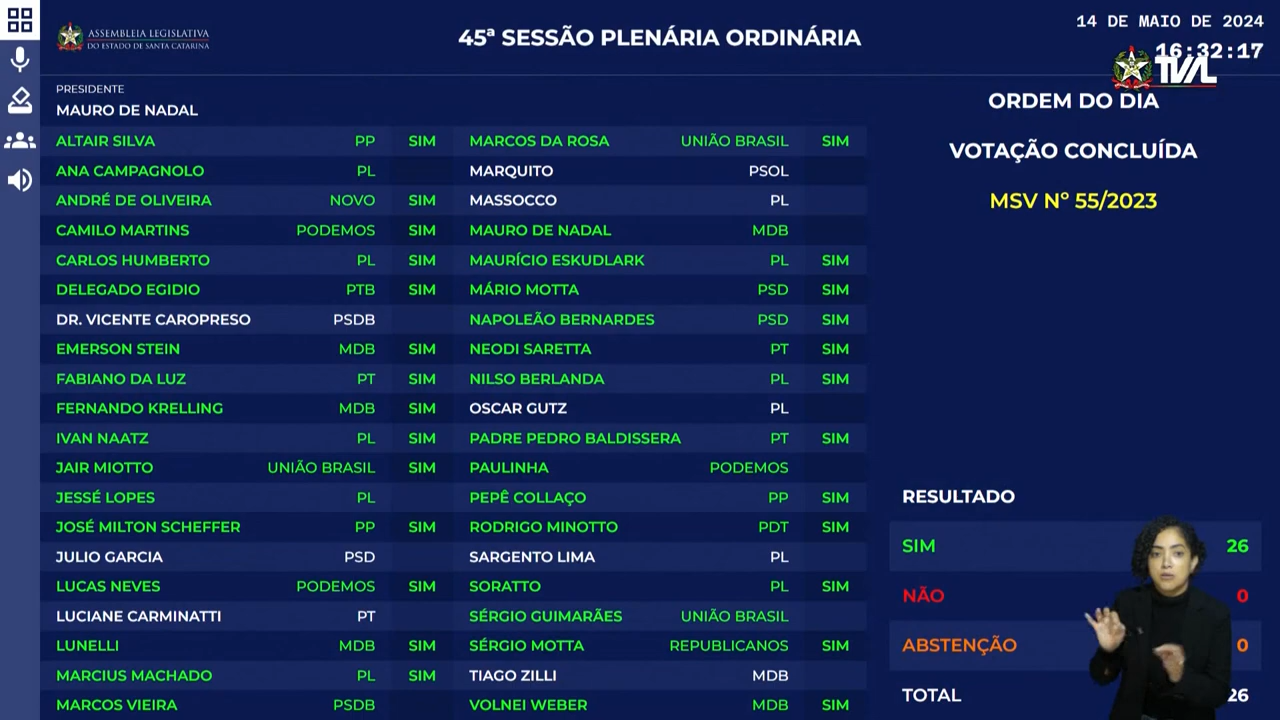 ASSEMBLEIA LEGISLATIVA
DO ESTADO DE SANTA CATARINA
45ª SESSÃO PLENÁRIA ORDINÁRIA
14 DE MAIO DE 2024
16:32:17
TVAL
PRESIDENTE
MAURO DE NADAL
ALTAIR SILVA PP SIM
ANA CAMPAGNOLO PL
ANDRÉ DE OLIVEIRA NOVO SIM
CAMILO MARTINS PODEMOS SIM
CARLOS HUMBERTO PL SIM
DELEGADO EGIDIO PTB SIM
DR. VICENTE CAROPRESO PSDB
EMERSON STEIN MDB SIM
FABIANO DA LUZ PT SIM
FERNANDO KRELLING MDB SIM
IVAN NAATZ PL SIM
JAIR MIOTTO UNIÃO BRASIL SIM
JESSÉ LOPES PL
JOSÉ MILTON SCHEFFER PP SIM
JULIO GARCIA PSD
LUCAS NEVES PODEMOS SIM
LUCIANE CARMINATTI PT
LUNELLI MDB SIM
MARCIUS MACHADO PL SIM
MARCOS VIEIRA PSDB
MARCOS DA ROSA UNIÃO BRASIL SIM
MARQUITO PSOL
MASSOCCO PL
MAURO DE NADAL MDB
MAURÍCIO ESKUDLARK PL SIM
MÁRIO MOTTA PSD SIM
NAPOLEÃO BERNARDES PSD SIM
NEODI SARETTA PT SIM
NILSO BERLANDA PL SIM
OSCAR GUTZ PL
PADRE PEDRO BALDISSERA PT SIM
PAULINHA PODEMOS
PEPÊ COLLAÇO PP SIM
RODRIGO MINOTTO PDT SIM
SARGENTO LIMA PL
SORATTO PL SIM
SÉRGIO GUIMARÃES UNIÃO BRASIL
SÉRGIO MOTTA REPUBLICANOS SIM
TIAGO ZILLI MDB
VOLNEI WEBER MDB SIM
ORDEM DO DIA
VOTAÇÃO CONCLUÍDA
MSV Nº 55/2023
RESULTADO
SIM 26
NÃO 0
ABSTENÇÃO 0
TOTAL 26